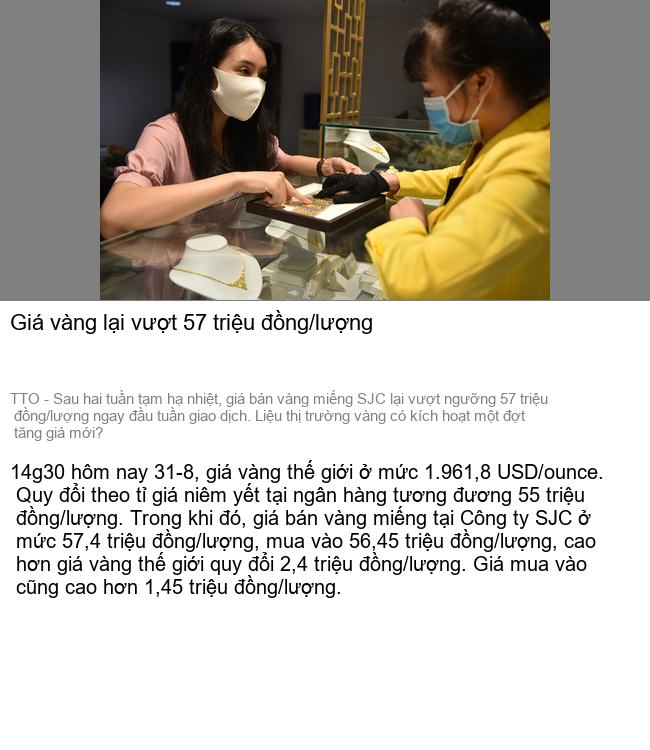 Giá vàng lại vượt 57 triệu đồng/lượng
TTO - Sau hai tuần tạm hạ nhiệt, giá bán vàng miếng SJC lại vượt ngưỡng 57 triệu
đồng/lượng ngay đầu tuần giao dịch. Liệu thị trường vàng có kích hoạt một đợt
tăng giá mới?
14g30 hôm nay 31-8, giá vàng thế giới ở mức 1.961,8 USD/ounce.
Quy đổi theo tỉ giá niêm yết tại ngân hàng tương đương 55 triệu
đồng/lượng. Trong khi đó, giá bán vàng miếng tại Công ty SJC ở
mức 57,4 triệu đồng/lượng, mua vào 56,45 triệu đồng/lượng, cao
hơn giá vàng thế giới quy đổi 2,4 triệu đồng/lượng. Giá mua vào
cũng cao hơn 1,45 triệu đồng/lượng.